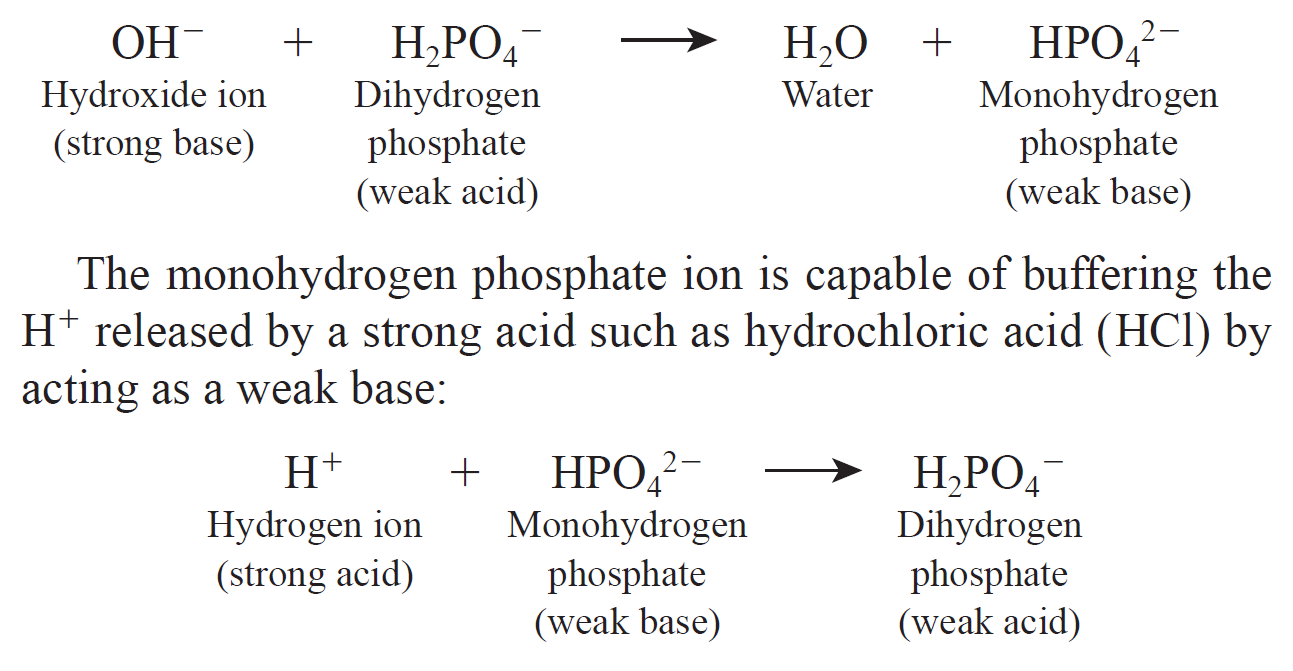 OH⁻ + H₂PO₄⁻ ⟶ H₂O + HPO₄²⁻
Hydroxide ion Dihydrogen Water Monohydrogen
(strong base) phosphate phosphate
(weak acid) (weak base)
The monohydrogen phosphate ion is capable of buffering the
H⁺ released by a strong acid such as hydrochloric acid (HCl) by
acting as a weak base:
H⁺ + HPO₄²⁻ ⟶ H₂PO₄⁻
Hydrogen ion Monohydrogen Dihydrogen
(strong acid) phosphate phosphate
(weak base) (weak acid)